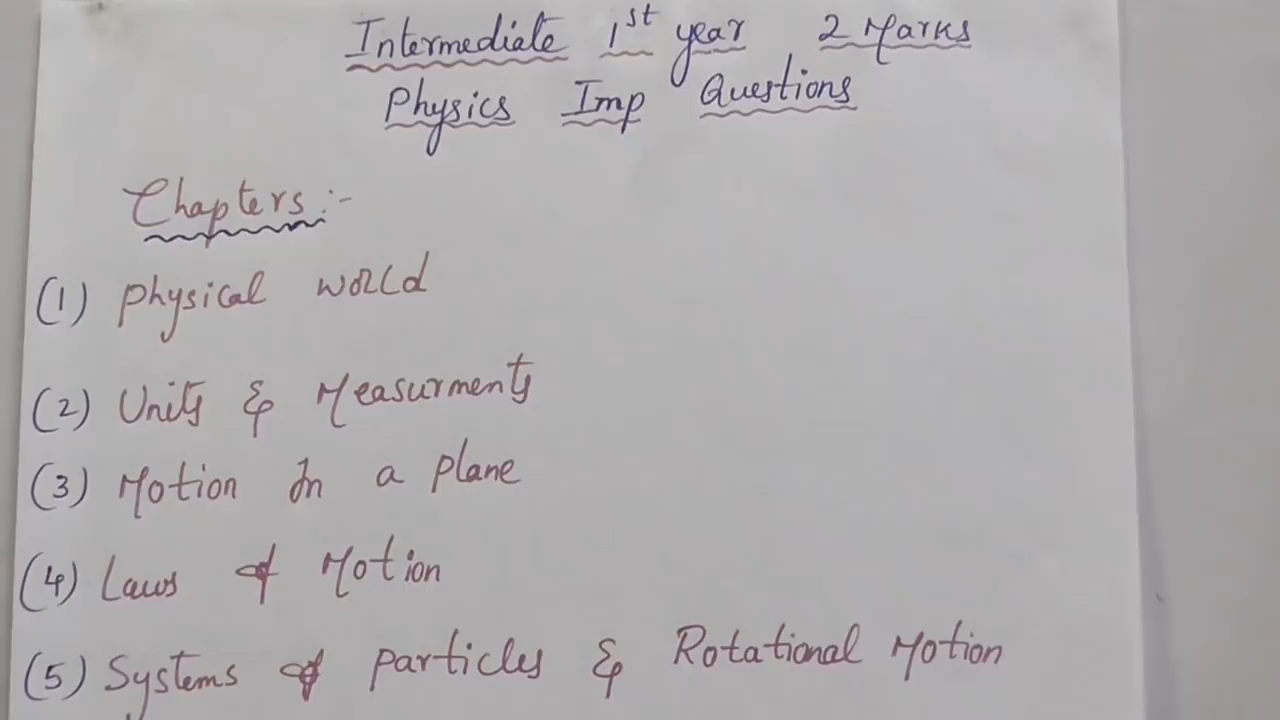 Intermediate 1st year 2 Marks
Physics Imp Questions
Chapters:-
(1) Physical world
(2) Units & Measurments
(3) Motion In a plane
(4) Laws of Motion
(5) Systems of particles & Rotational Motion